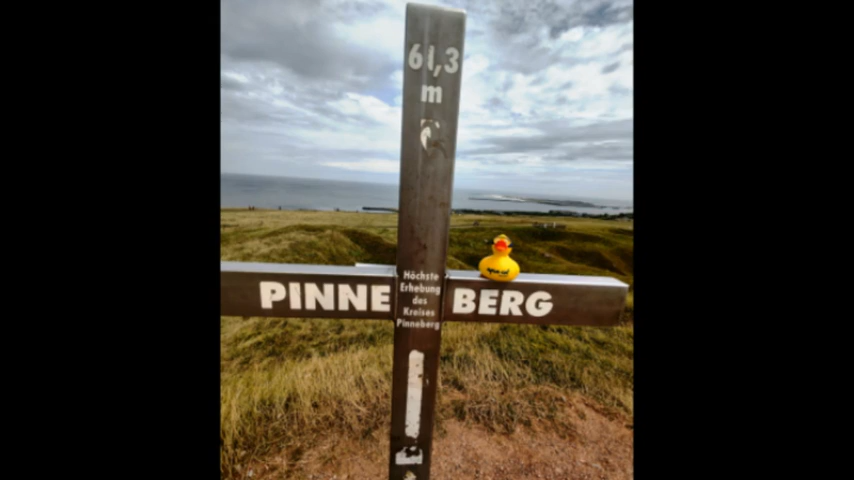 61,3
m
Höchste
Erhebung
des
Kreises
Pinneberg
PINNE BERG